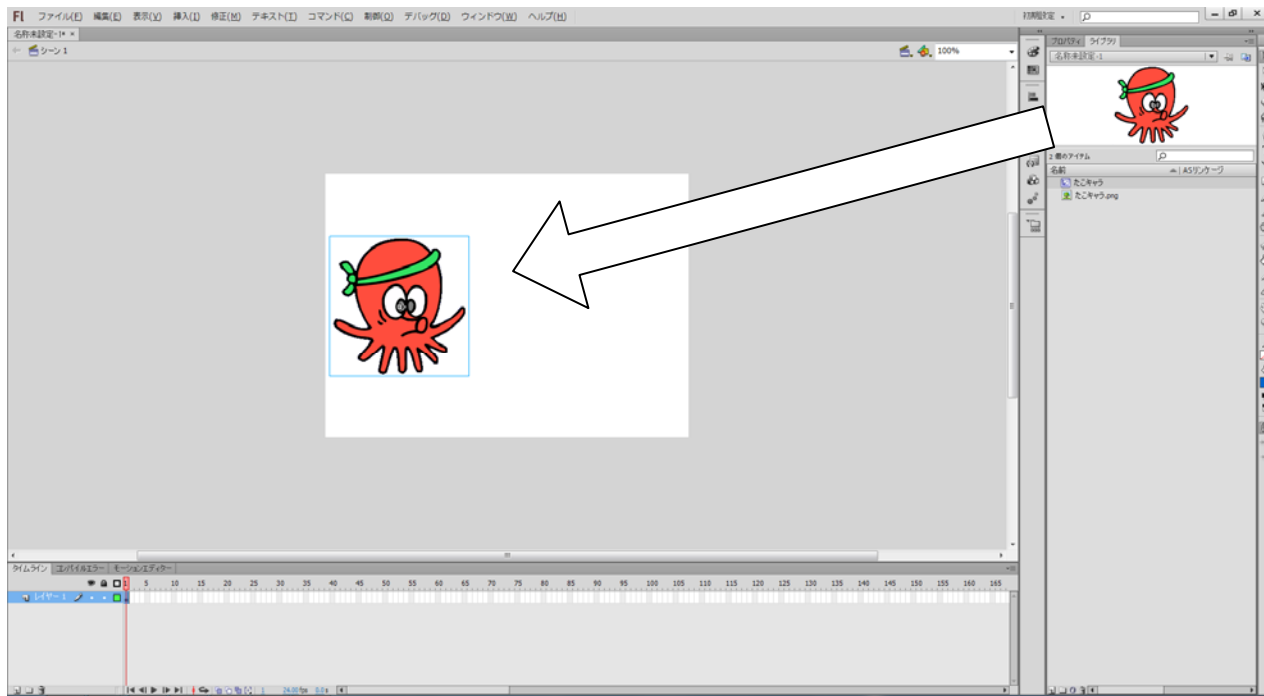 Fl ファイル(F) 編集(E) 表示(V) 挿入(I) 修正(M) テキスト(T) コマンド(C) 制御(O) デバッグ(D) ウィンドウ(W) ヘルプ(H) 初期設定
名称未設定-1* ×
シーン 1 100%
プロパティ ライブラリ
名称未設定-1
2 個のアイテム
名前 ASリンケージ
たこキャラ
たこキャラ.png
タイムライン コンパイルエラー モーションエディター
1 5 10 15 20 25 30 35 40 45 50 55 60 65 70 75 80 85 90 95 100 105 110 115 120 125 130 135 140 145 150 155 160 165
レイヤー 1
1 24.00fps 0.0s